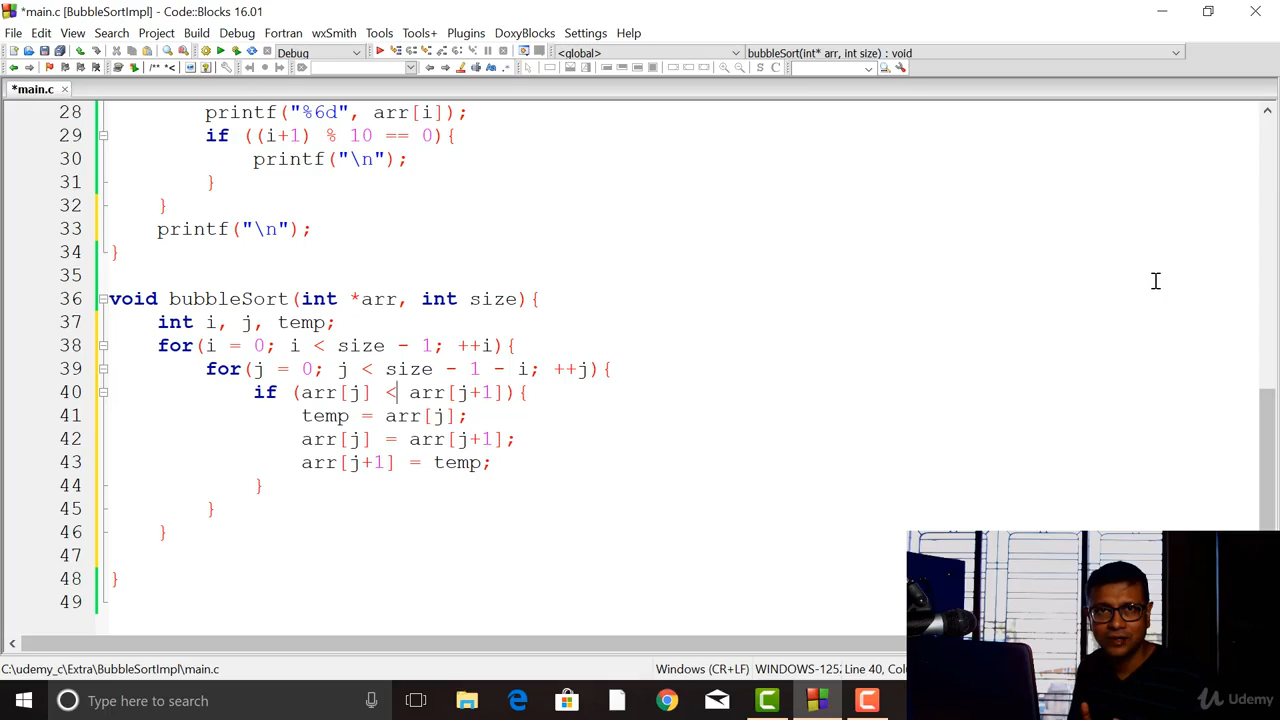 *main.c [BubbleSortImpl] - Code::Blocks 16.01
File Edit View Search Project Build Debug Fortran wxSmith Tools Tools+ Plugins DoxyBlocks Settings Help
Debug <global> bubbleSort(int* arr, int size) : void
/** *< Aa .* S C
*main.c
28 printf("%6d", arr[i]);
29 if ((i+1) % 10 == 0){
30 printf("\n");
31 }
32 }
33 printf("\n");
34 }
35
36 void bubbleSort(int *arr, int size){
37 int i, j, temp;
38 for(i = 0; i < size - 1; ++i){
39 for(j = 0; j < size - 1 - i; ++j){
40 if (arr[j] < arr[j+1]){
41 temp = arr[j];
42 arr[j] = arr[j+1];
43 arr[j+1] = temp;
44 }
45 }
46 }
47
48 }
49
C:\udemy_c\Extra\BubbleSortImpl\main.c Windows (CR+LF) WINDOWS-125 Line 40, Co
Type here to search
Udemy